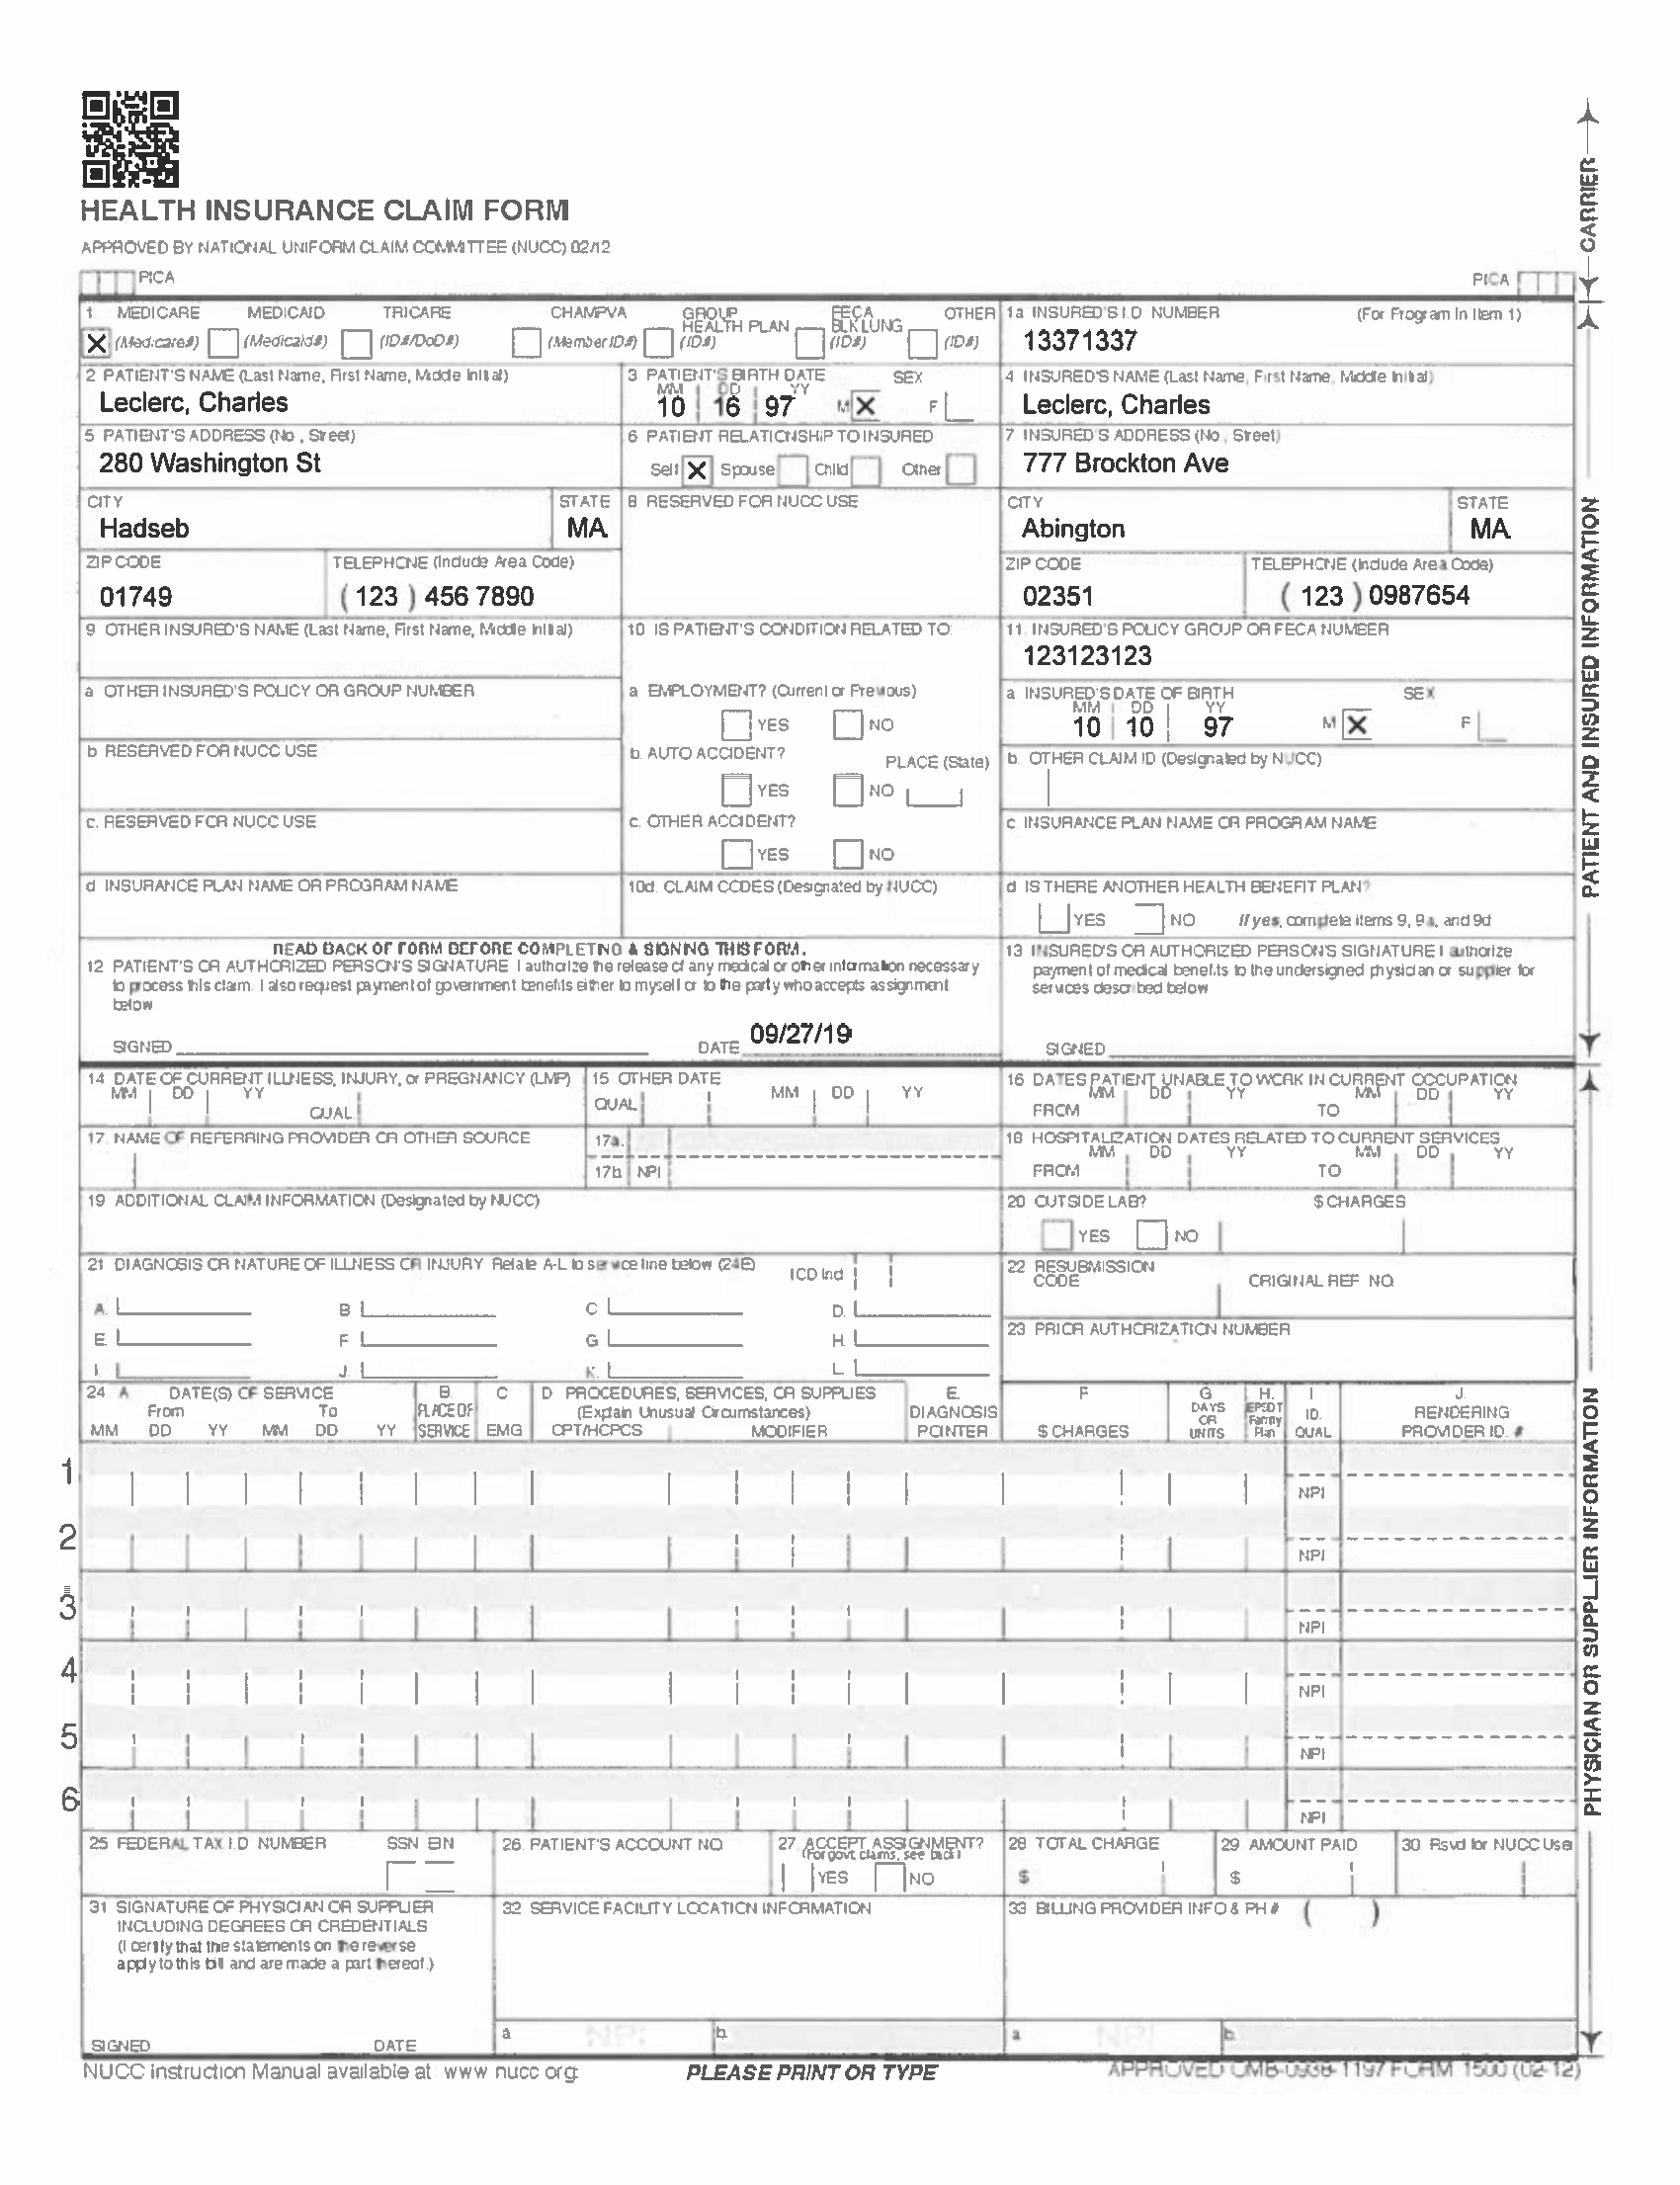 HEALTH INSURANCE CLAIM FORM
APPROVED BY NATIONAL UNIFORM CLAIM COMMITTEE (NUCC) 02/12
PICA
PICA
CARRIER
1. MEDICARE MEDICAID TRICARE CHAMPVA GROUP HEALTH PLAN FECA BLK LUNG OTHER
X (Medicare#) (Medicaid#) (ID#/DoD#) (Member ID#) (ID#) (ID#) (ID#)
1a INSURED'S I.D NUMBER (For Program In Item 1)
13371337
2 PATIENT'S NAME (Last Name, First Name, Middle Initial)
Leclerc, Charles
3 PATIENT'S BIRTH DATE SEX
MM DD YY
10 16 97 M X F
4 INSURED'S NAME (Last Name, First Name, Middle Initial)
Leclerc, Charles
5 PATIENT'S ADDRESS (No, Street)
280 Washington St
6 PATIENT RELATIONSHIP TO INSURED
Self X Spouse Child Other
7 INSURED'S ADDRESS (No, Street)
777 Brockton Ave
CITY STATE
Hadseb MA
8 RESERVED FOR NUCC USE
CITY STATE
Abington MA
ZIP CODE TELEPHONE (Include Area Code)
01749 (123) 456 7890
ZIP CODE TELEPHONE (Include Area Code)
02351 (123) 0987654
9 OTHER INSURED'S NAME (Last Name, First Name, Middle Initial)
10 IS PATIENT'S CONDITION RELATED TO:
11. INSURED'S POLICY GROUP OR FECA NUMBER
123123123
a OTHER INSURED'S POLICY OR GROUP NUMBER
a EMPLOYMENT? (Current or Previous)
YES NO
a INSURED'S DATE OF BIRTH SEX
MM DD YY
10 10 97 M X F
b RESERVED FOR NUCC USE
b. AUTO ACCIDENT? PLACE (State)
YES NO
b. OTHER CLAIM ID (Designated by NUCC)
c. RESERVED FOR NUCC USE
c. OTHER ACCIDENT?
YES NO
c INSURANCE PLAN NAME OR PROGRAM NAME
d INSURANCE PLAN NAME OR PROGRAM NAME
10d. CLAIM CODES (Designated by NUCC)
d IS THERE ANOTHER HEALTH BENEFIT PLAN?
YES NO If yes, complete items 9, 9a, and 9d
PATIENT AND INSURED INFORMATION
READ BACK OF FORM BEFORE COMPLETING & SIGNING THIS FORM.
12 PATIENT'S OR AUTHORIZED PERSON'S SIGNATURE I authorize the release of any medical or other information necessary
to process this claim. I also request payment of government benefits either to myself or to the party who accepts assignment
below
SIGNED DATE 09/27/19
13 INSURED'S OR AUTHORIZED PERSON'S SIGNATURE I authorize
payment of medical benefits to the undersigned physician or supplier for
services described below
SIGNED
14 DATE OF CURRENT ILLNESS, INJURY, or PREGNANCY (LMP)
MM DD YY QUAL.
15 OTHER DATE
QUAL MM DD YY
16 DATES PATIENT UNABLE TO WORK IN CURRENT OCCUPATION
MM DD YY MM DD YY
FROM TO
17. NAME OF REFERRING PROVIDER OR OTHER SOURCE
17a.
17b NPI
18 HOSPITALIZATION DATES RELATED TO CURRENT SERVICES
MM DD YY MM DD YY
FROM TO
19 ADDITIONAL CLAIM INFORMATION (Designated by NUCC)
20 OUTSIDE LAB? $ CHARGES
YES NO
21 DIAGNOSIS OR NATURE OF ILLNESS OR INJURY Relate A-L to service line below (24E) ICD Ind
A. B C D.
E. F G H.
I. J. K. L.
22 RESUBMISSION
CODE ORIGINAL REF NO
23 PRIOR AUTHORIZATION NUMBER
24 A DATE(S) OF SERVICE B. C D PROCEDURES, SERVICES, OR SUPPLIES E. F G H. I J.
From To PLACE OF (Explain Unusual Circumstances) DIAGNOSIS DAYS OR EPSDT Family ID. RENDERING
MM DD YY MM DD YY SERVICE EMG CPT/HCPCS MODIFIER POINTER $ CHARGES UNITS Plan QUAL PROVIDER ID. #
1
NPI
2
NPI
3
NPI
4
NPI
5
NPI
6
NPI
PHYSICIAN OR SUPPLIER INFORMATION
25 FEDERAL TAX I.D NUMBER SSN EIN
26. PATIENT'S ACCOUNT NO
27 ACCEPT ASSIGNMENT?
(For govt claims, see back)
YES NO
28 TOTAL CHARGE
$
29 AMOUNT PAID
$
30 Rsvd for NUCC Use
31 SIGNATURE OF PHYSICIAN OR SUPPLIER
INCLUDING DEGREES OR CREDENTIALS
(I certify that the statements on the reverse
apply to this bill and are made a part thereof.)
SIGNED DATE
32 SERVICE FACILITY LOCATION INFORMATION
a NPI b.
33 BILLING PROVIDER INFO & PH # ( )
a NPI b.
NUCC Instruction Manual available at www nucc org
PLEASE PRINT OR TYPE
APPROVED OMB-0938-1197 FORM 1500 (02-12)